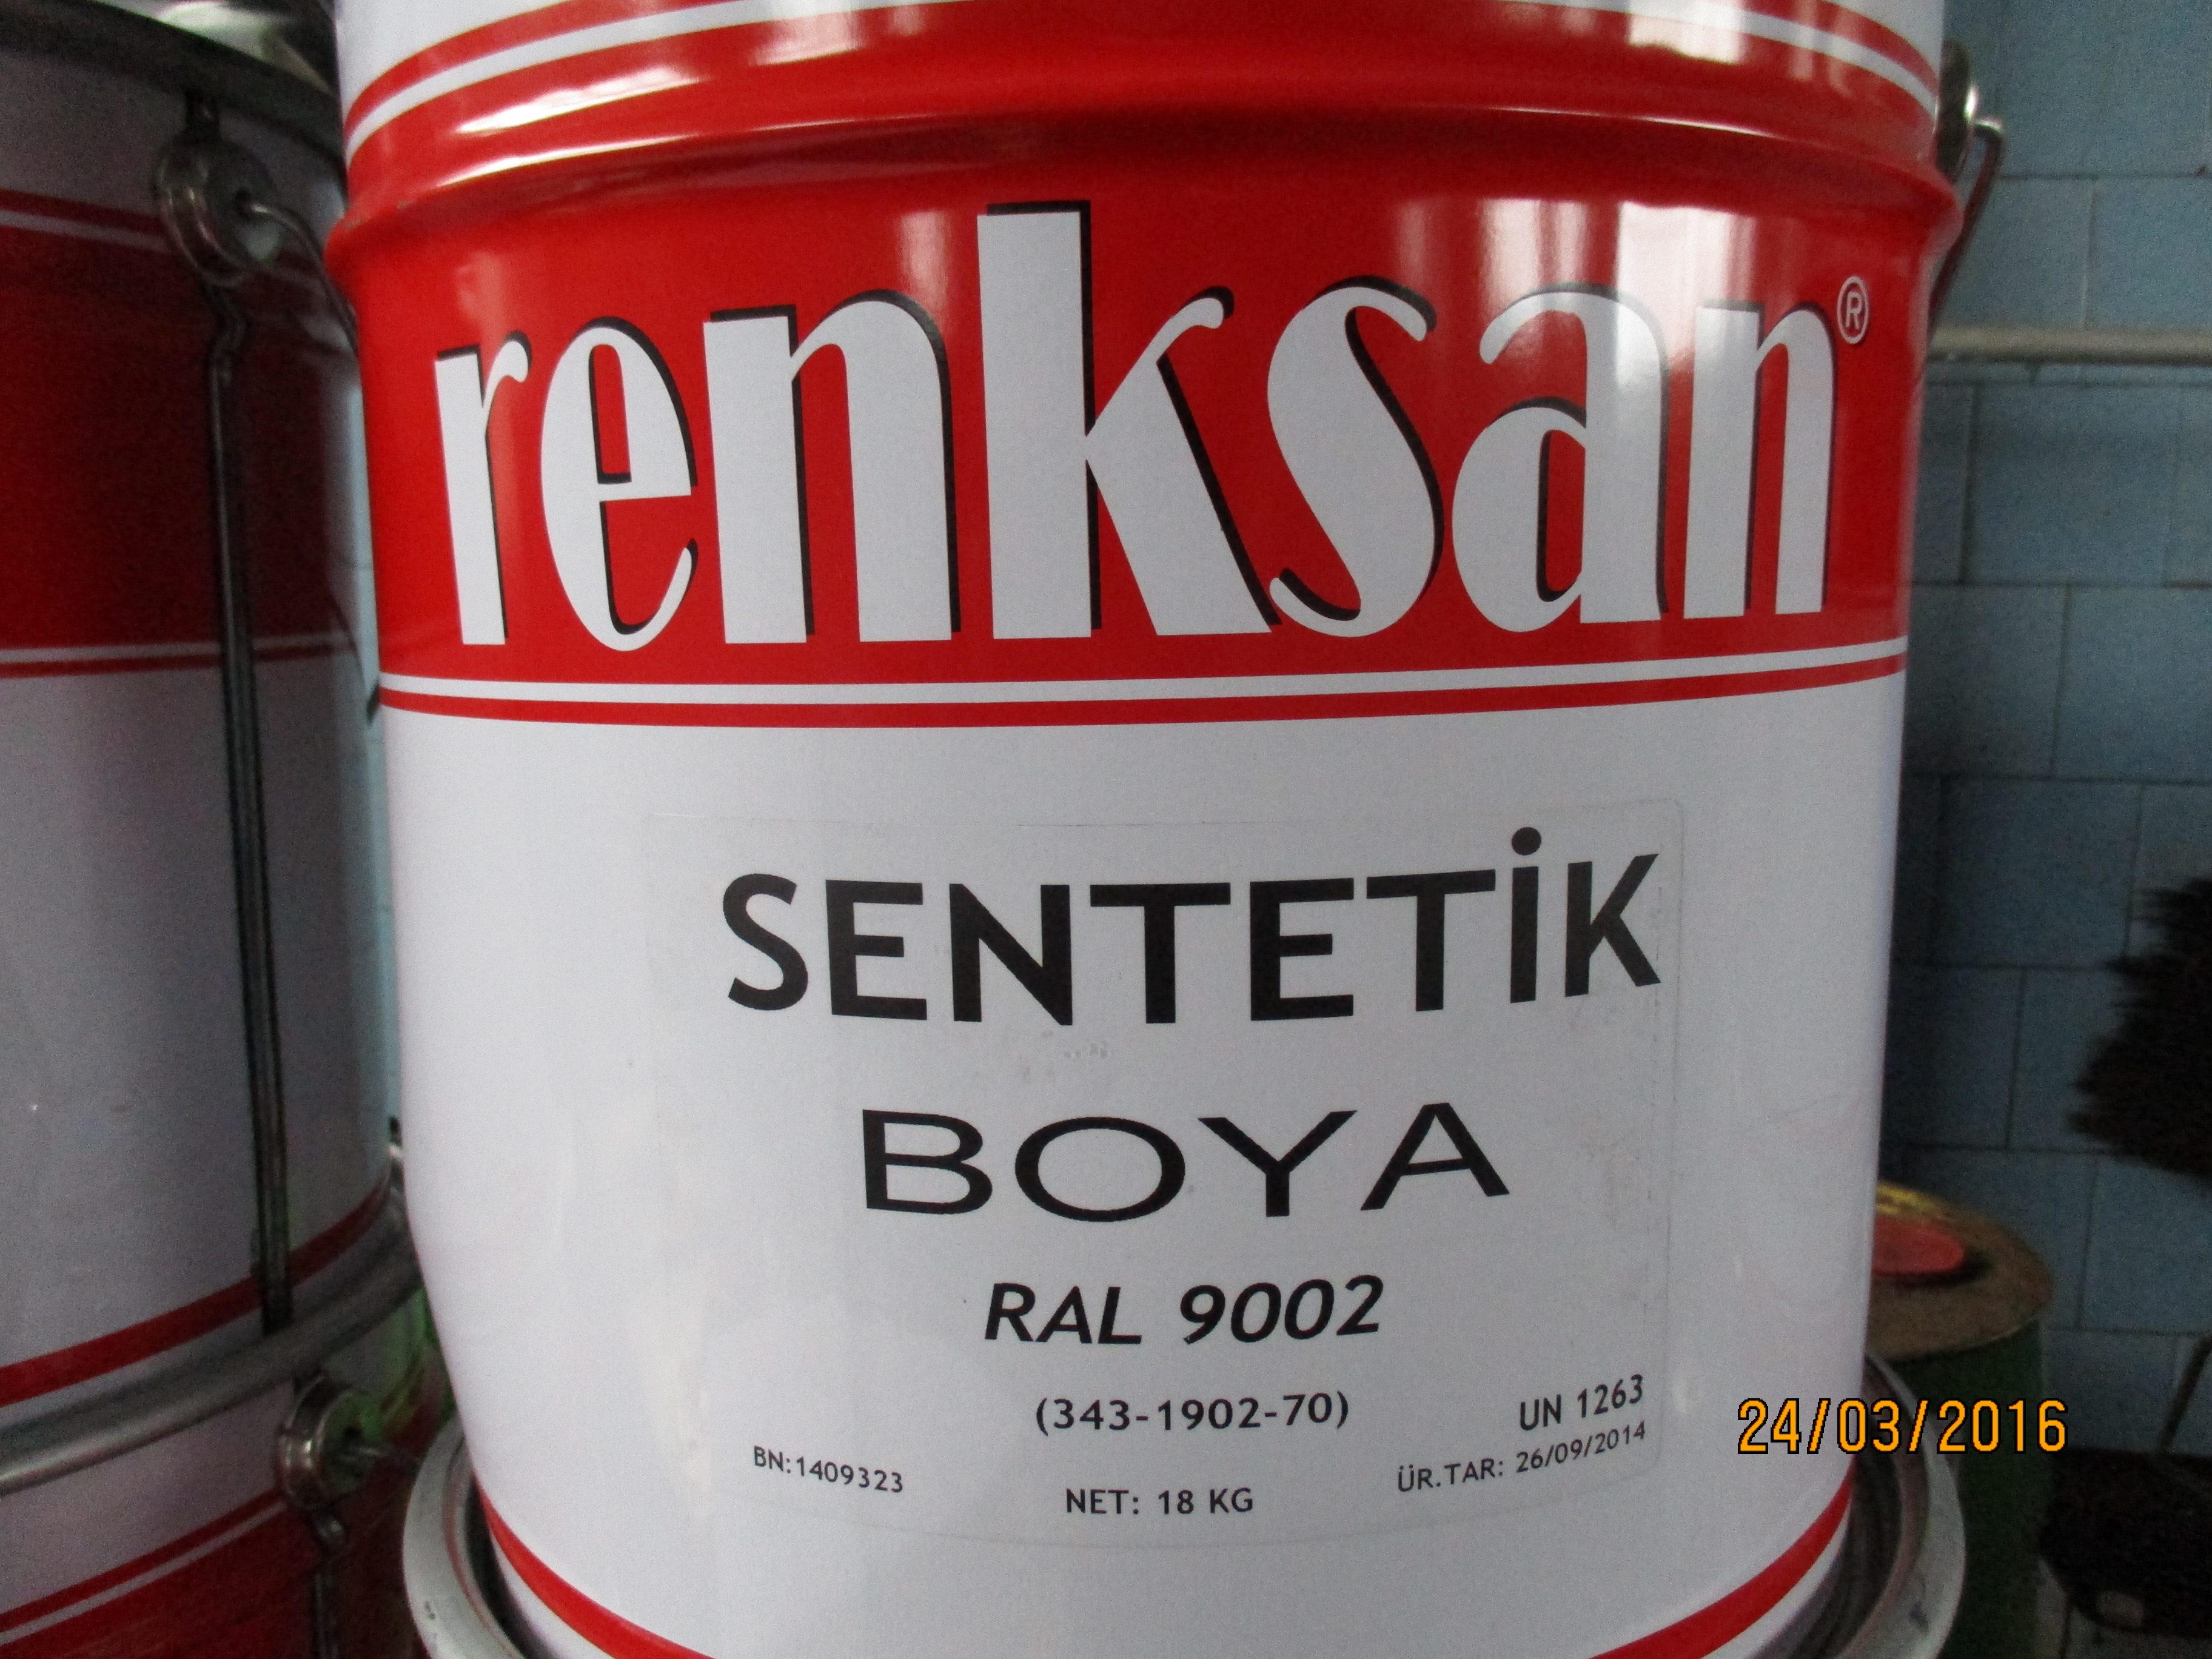 renksan®
SENTETİK
BOYA
RAL 9002
(343-1902-70)
UN 1263
BN:1409323
NET: 18 KG
ÜR.TAR: 26/09/2014
24/03/2016